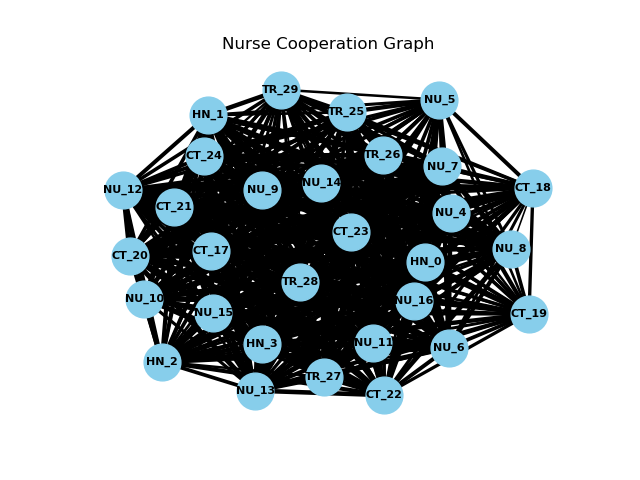 Nurse Cooperation Graph
TR_29
NU_5
HN_1
TR_25
CT_24
TR_26
NU_7
NU_12
NU_9
NU_14
CT_18
CT_21
NU_4
CT_23
CT_20
CT_17
NU_8
HN_0
TR_28
NU_10
NU_16
NU_15
CT_19
HN_3
NU_11
NU_6
HN_2
TR_27
NU_13
CT_22